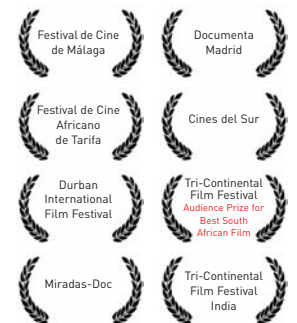 Festival de Cine
de Málaga
Documenta
Madrid
Festival de Cine
Africano
de Tarifa
Cines del Sur
Durban
International
Film Festival
Tri-Continental
Film Festival
Audience Prize for
Best South
African Film
Miradas-Doc
Tri-Continental
Film Festival
India